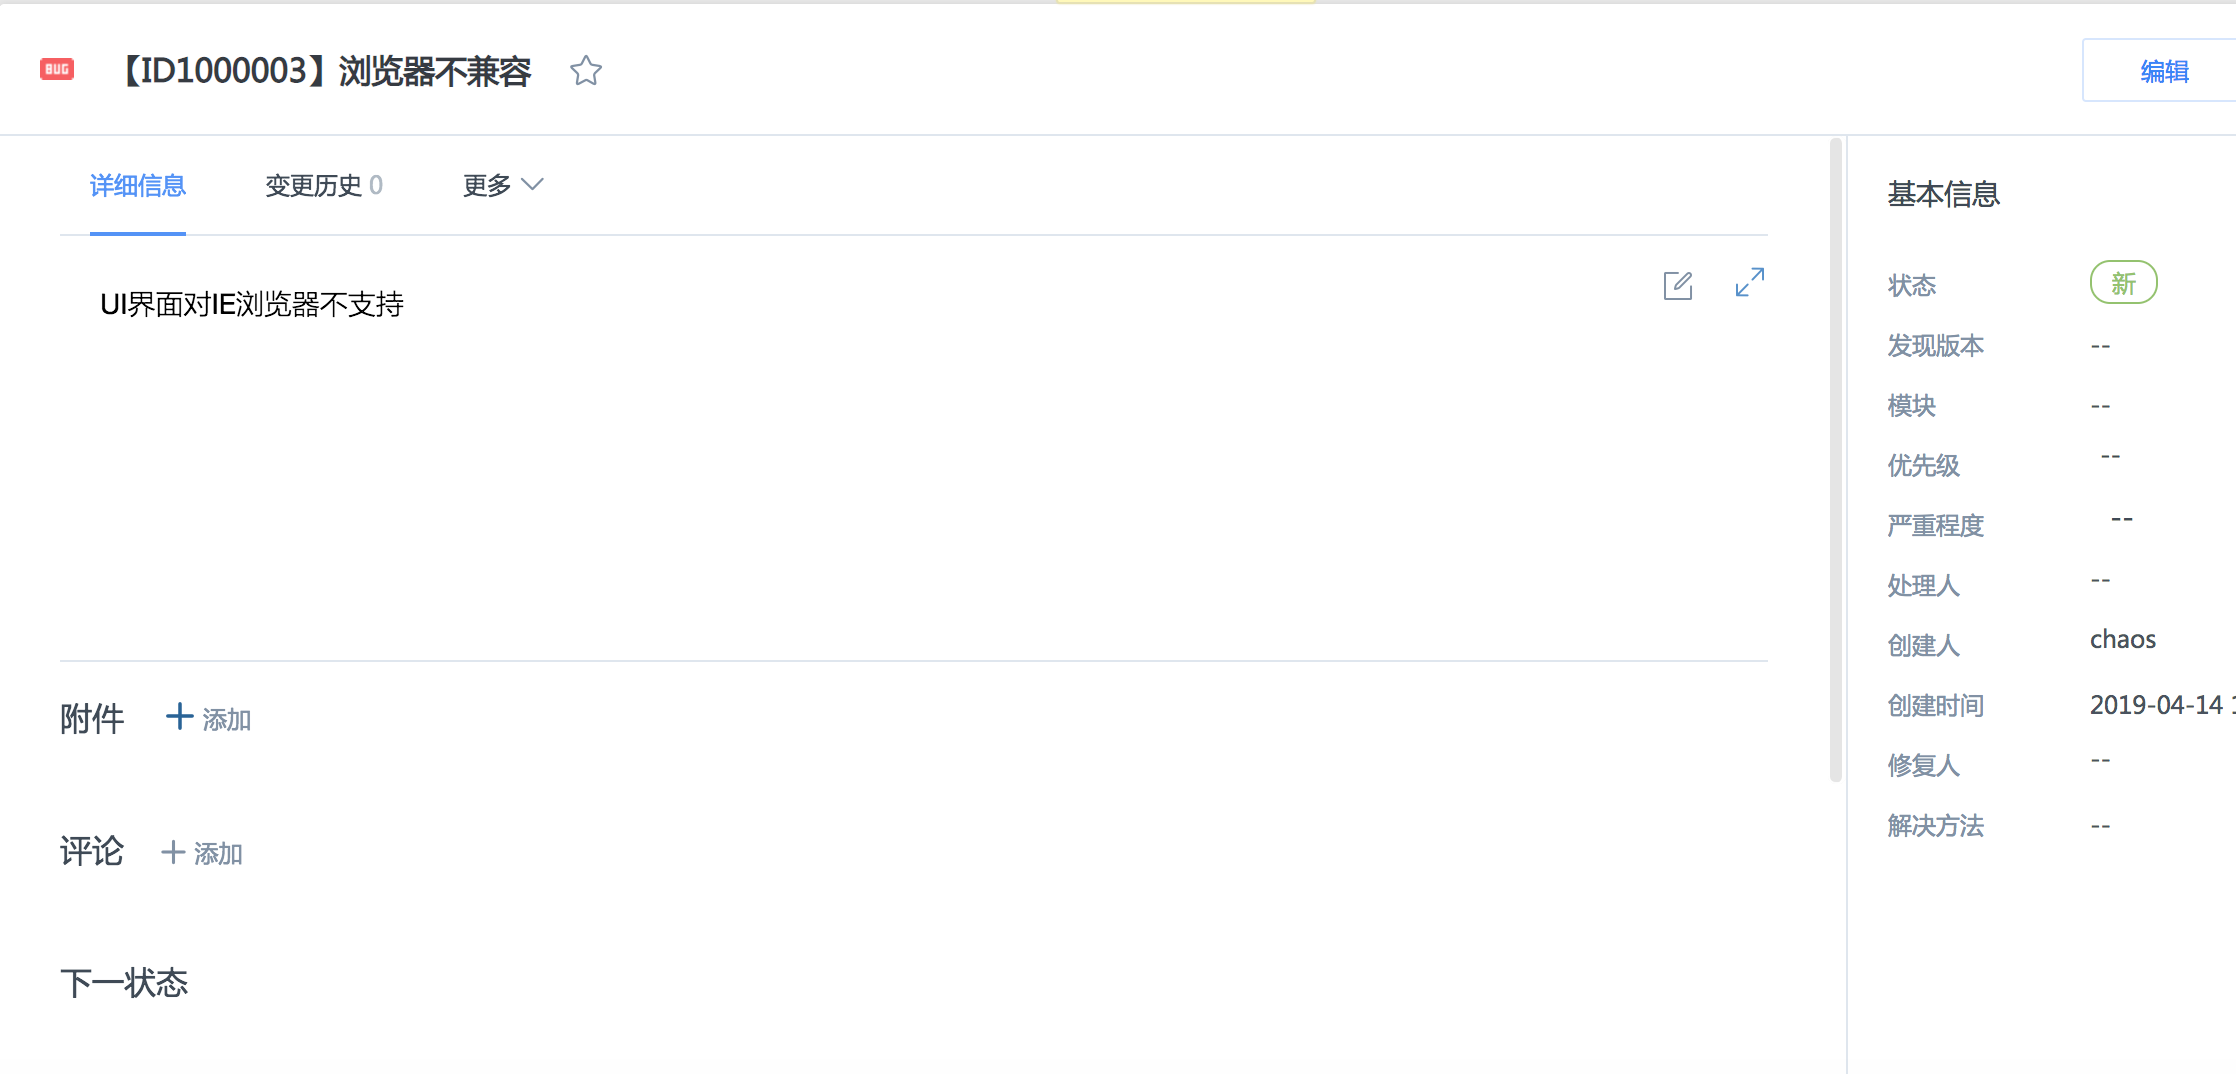 BUG 【ID1000003】浏览器不兼容
编辑
详细信息 变更历史 0 更多
UI界面对IE浏览器不支持
附件 添加
评论 添加
下一状态
基本信息
状态 新
发现版本 --
模块 --
优先级 --
严重程度 --
处理人 --
创建人 chaos
创建时间 2019-04-14
修复人 --
解决方法 --